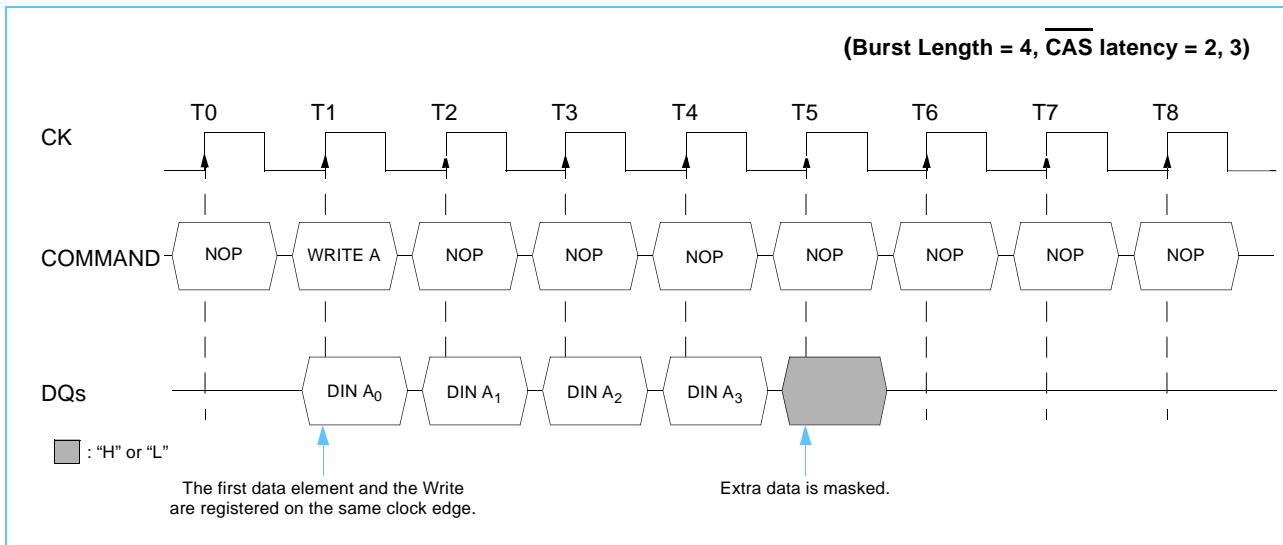 (Burst Length = 4, CAS latency = 2, 3)
T0 T1 T2 T3 T4 T5 T6 T7 T8
CK
COMMAND NOP WRITE A NOP NOP NOP NOP NOP NOP NOP
DQs DIN A0 DIN A1 DIN A2 DIN A3
: “H” or “L”
The first data element and the Write
are registered on the same clock edge.
Extra data is masked.